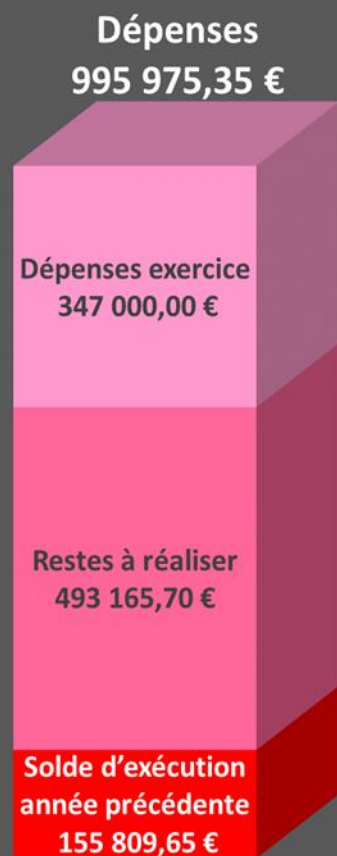 Dépenses
995 975,35 €
Dépenses exercice
347 000,00 €
Restes à réaliser
493 165,70 €
Solde d’exécution
année précédente
155 809,65 €